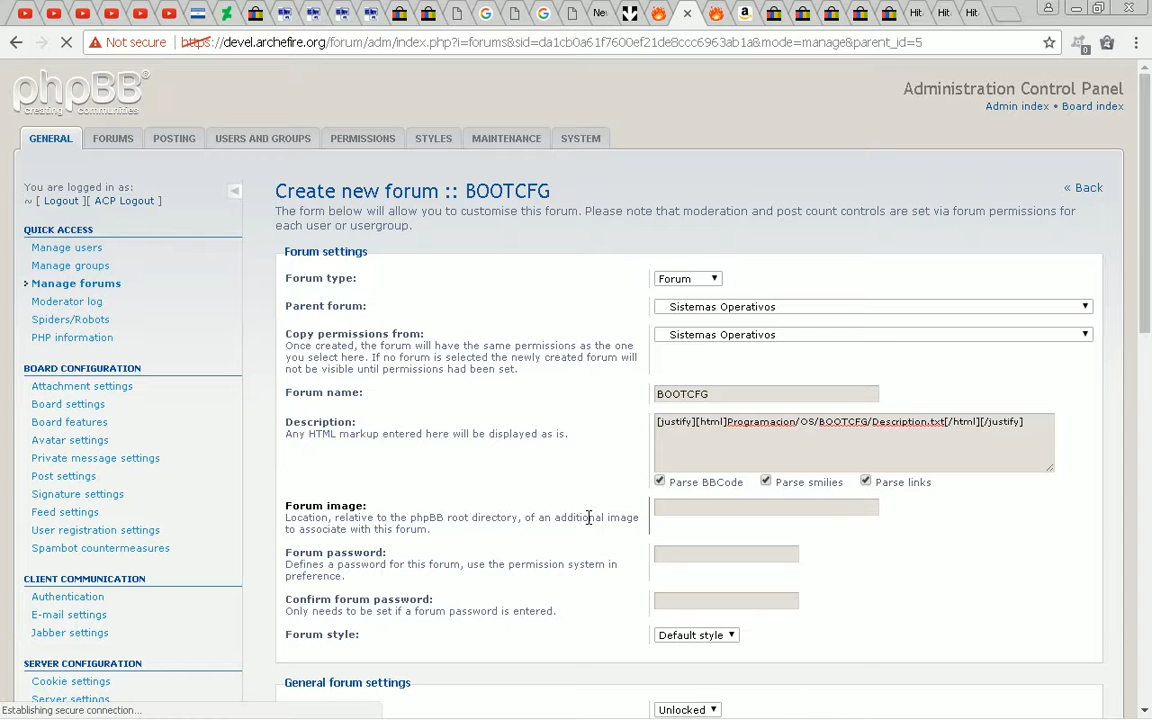 Ne
Hit
Hit
Hit
Not secure
https://devel.archefire.org/forum/adm/index.php?i=forums&sid=da1cb0a61f7600ef21de8ccc6963ab1a&mode=manage&parent_id=5
0
phpBB®
creating communities
Administration Control Panel
Admin index • Board index
GENERAL FORUMS POSTING USERS AND GROUPS PERMISSIONS STYLES MAINTENANCE SYSTEM
You are logged in as:
~ [ Logout ][ ACP Logout ]
QUICK ACCESS
Manage users
Manage groups
Manage forums
Moderator log
Spiders/Robots
PHP information
BOARD CONFIGURATION
Attachment settings
Board settings
Board features
Avatar settings
Private message settings
Post settings
Signature settings
Feed settings
User registration settings
Spambot countermeasures
CLIENT COMMUNICATION
Authentication
E-mail settings
Jabber settings
SERVER CONFIGURATION
Cookie settings
Server settings
Establishing secure connection...
Create new forum :: BOOTCFG
« Back
The form below will allow you to customise this forum. Please note that moderation and post count controls are set via forum permissions for
each user or usergroup.
Forum settings
Forum type:
Forum
Parent forum:
Sistemas Operativos
Copy permissions from:
Sistemas Operativos
Once created, the forum will have the same permissions as the one
you select here. If no forum is selected the newly created forum will
not be visible until permissions had been set.
Forum name:
BOOTCFG
Description:
[justify][html]Programacion/OS/BOOTCFG/Description.txt[/html][/justify]
Any HTML markup entered here will be displayed as is.
Parse BBCode Parse smilies Parse links
Forum image:
Location, relative to the phpBB root directory, of an additional image
to associate with this forum.
Forum password:
Defines a password for this forum, use the permission system in
preference.
Confirm forum password:
Only needs to be set if a forum password is entered.
Forum style:
Default style
General forum settings
Unlocked